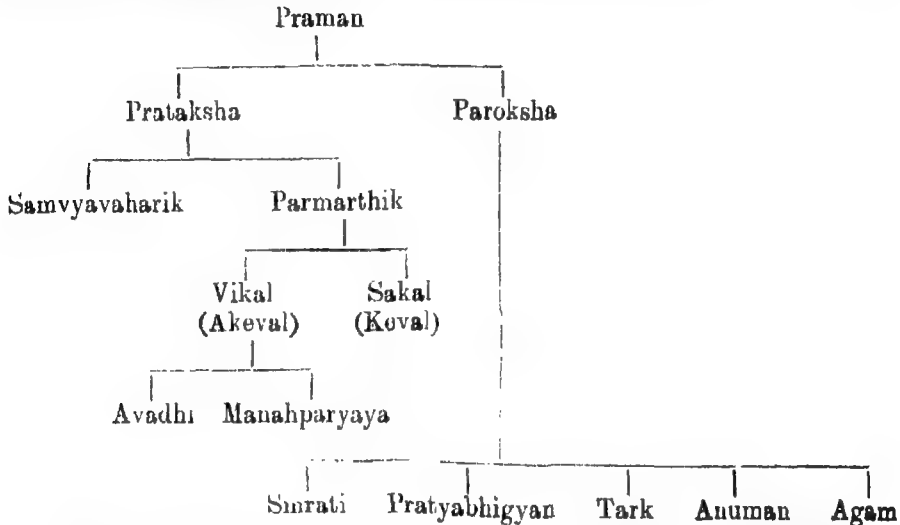 Praman
Prataksha Paroksha
Samvyavaharik Parmarthik
Vikal Sakal
(Akeval) (Keval)
Avadhi Manahparyaya
Smrati Pratyabhigyan Tark Anuman Agam